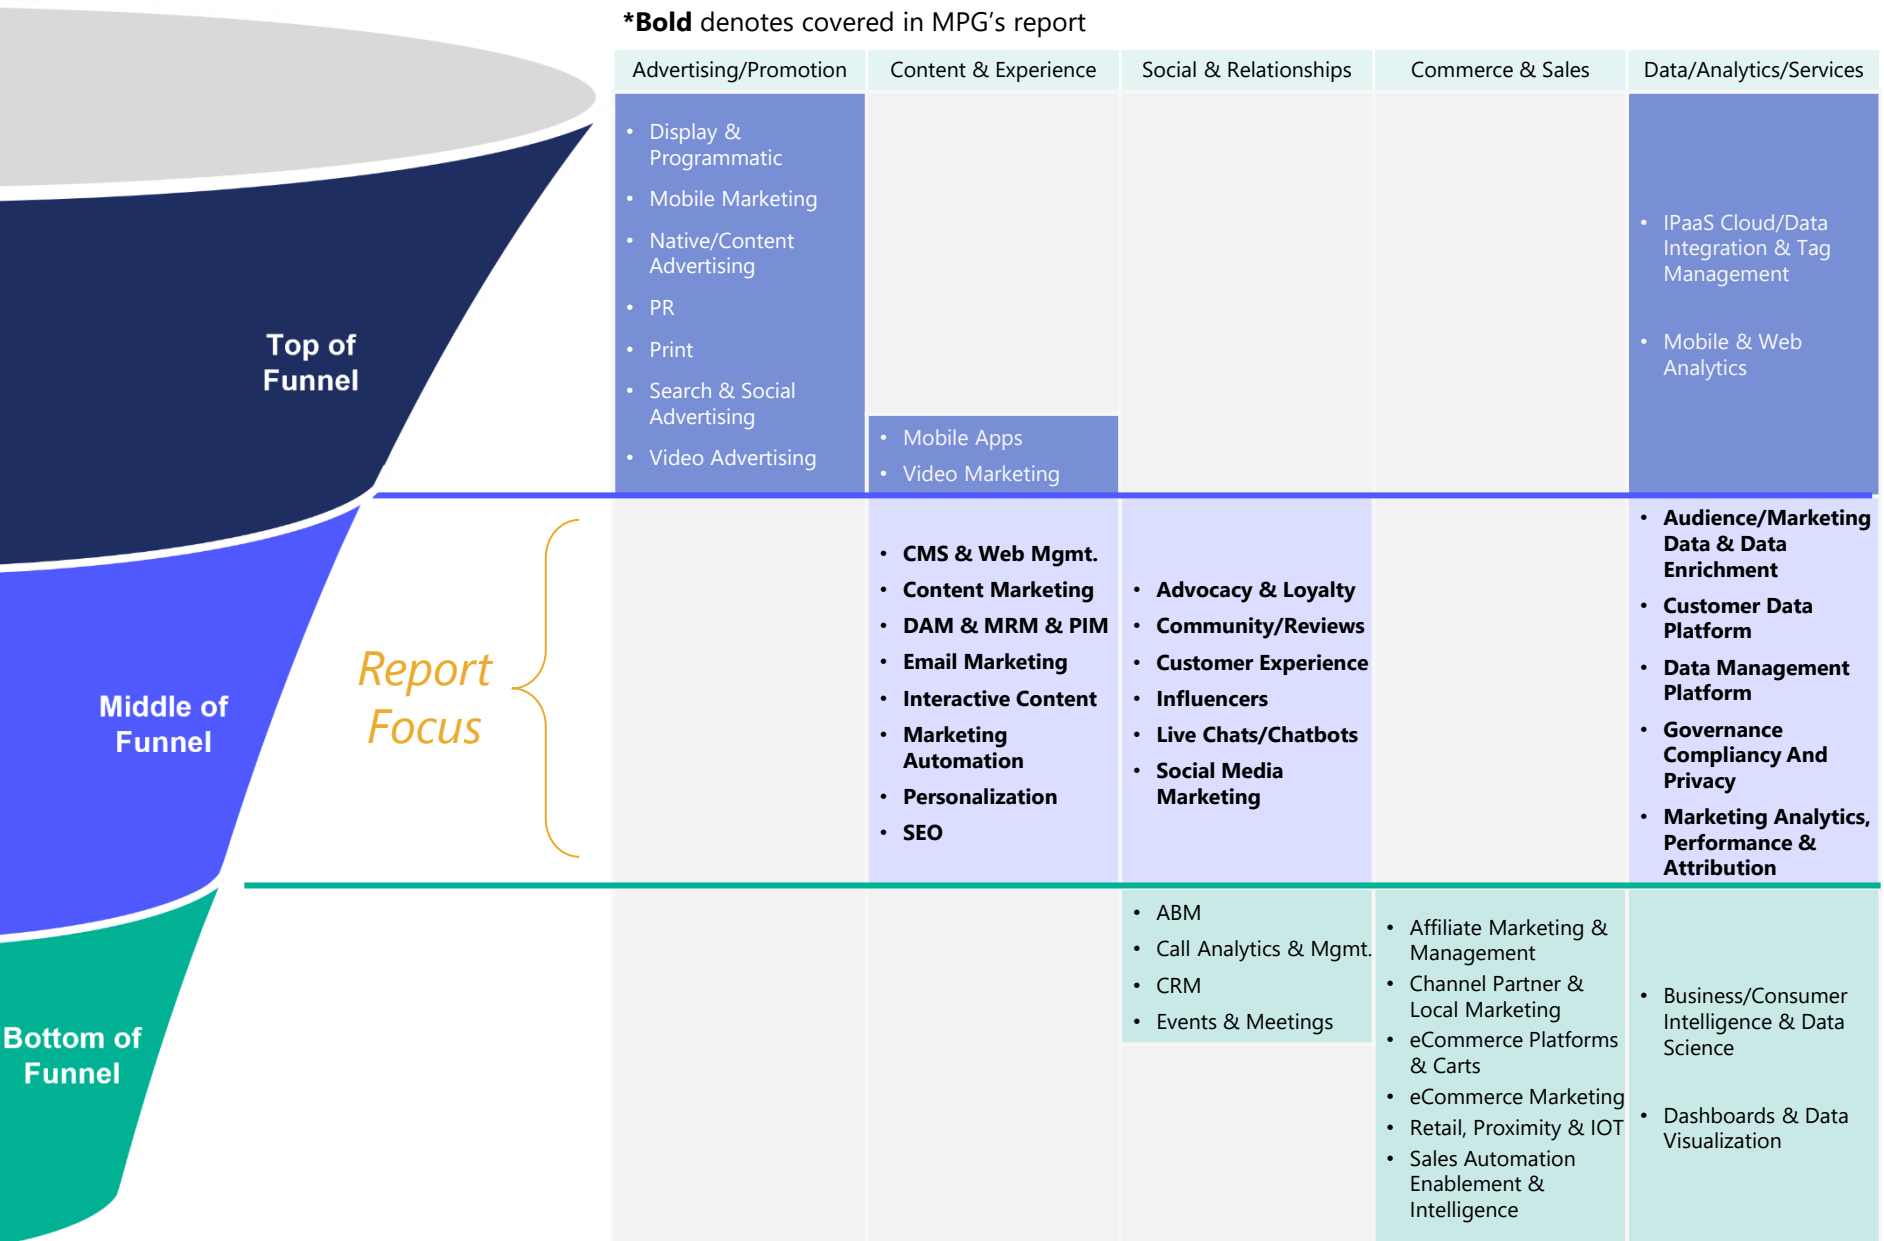 *Bold denotes covered in MPG's report
Advertising/Promotion
Content & Experience
Social & Relationships
Commerce & Sales
Data/Analytics/Services
Top of
Funnel
• Display &
Programmatic
• Mobile Marketing
• Native/Content
Advertising
• PR
• Print
• Search & Social
Advertising
• Video Advertising
• Mobile Apps
• Video Marketing
• IPaaS Cloud/Data
Integration & Tag
Management
• Mobile & Web
Analytics
Middle of
Funnel
Report
Focus
• CMS & Web Mgmt.
• Content Marketing
• DAM & MRM & PIM
• Email Marketing
• Interactive Content
• Marketing
Automation
• Personalization
• SEO
• Advocacy & Loyalty
• Community/Reviews
• Customer Experience
• Influencers
• Live Chats/Chatbots
• Social Media
Marketing
• Audience/Marketing
Data & Data
Enrichment
• Customer Data
Platform
• Data Management
Platform
• Governance
Compliancy And
Privacy
• Marketing Analytics,
Performance &
Attribution
Bottom of
Funnel
• ABM
• Call Analytics & Mgmt.
• CRM
• Events & Meetings
• Affiliate Marketing &
Management
• Channel Partner &
Local Marketing
• eCommerce Platforms
& Carts
• eCommerce Marketing
• Retail, Proximity & IOT
• Sales Automation
Enablement &
Intelligence
• Business/Consumer
Intelligence & Data
Science
• Dashboards & Data
Visualization